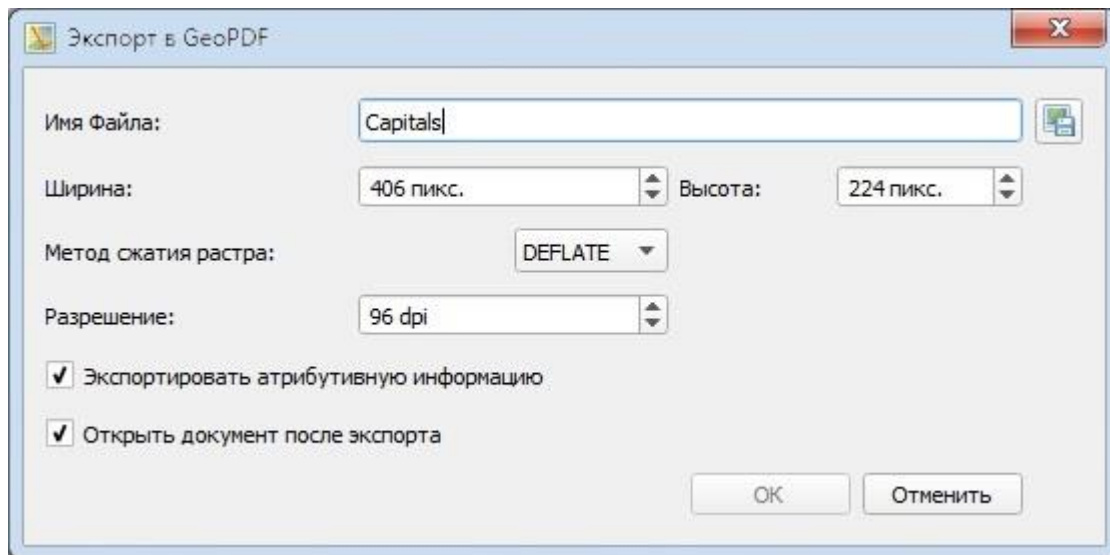 Экспорт в GeoPDF
Имя Файла: Capitals
Ширина: 406 пикс. Высота: 224 пикс.
Метод сжатия растра: DEFLATE
Разрешение: 96 dpi
Экспортировать атрибутивную информацию
Открыть документ после экспорта
OK Отменить